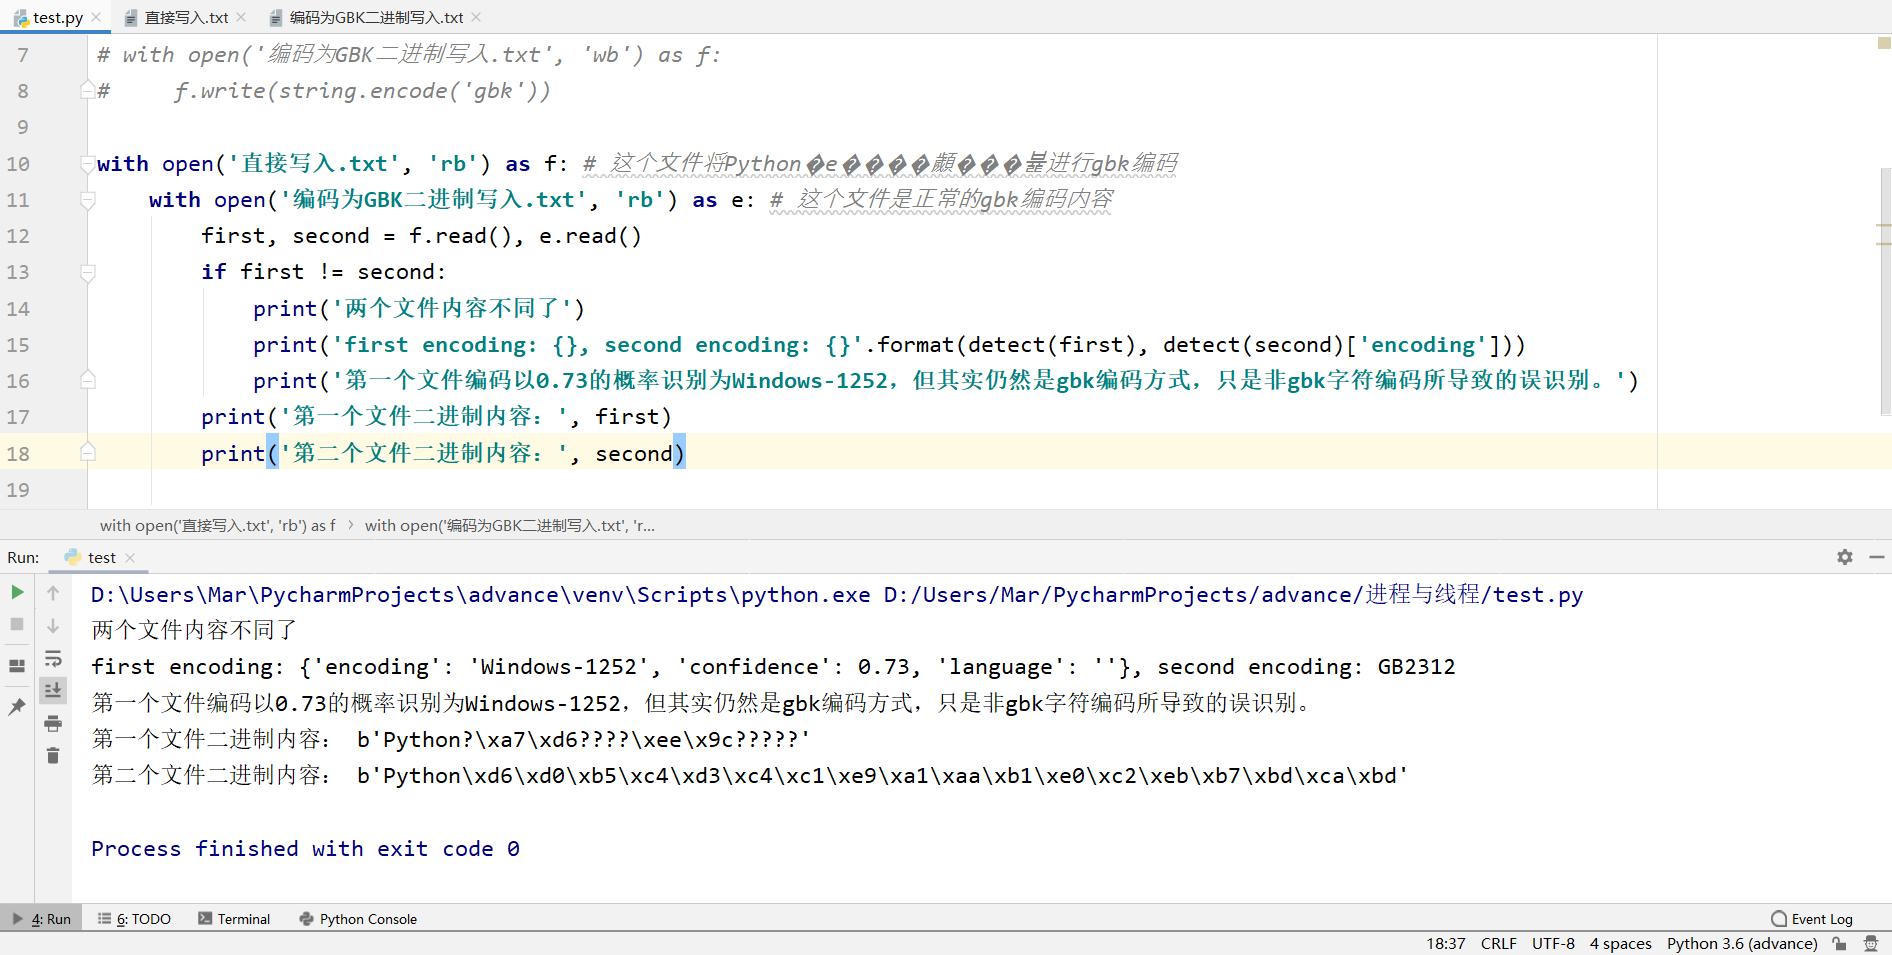 test.py 直接写入.txt 编码为GBK二进制写入.txt
7 # with open('编码为GBK二进制写入.txt', 'wb') as f:
8 #     f.write(string.encode('gbk'))
9
10 with open('直接写入.txt', 'rb') as f: # 这个文件将Python�e����顱���뷽进行gbk编码
11     with open('编码为GBK二进制写入.txt', 'rb') as e: # 这个文件是正常的gbk编码内容
12         first, second = f.read(), e.read()
13         if first != second:
14             print('两个文件内容不同了')
15             print('first encoding: {}, second encoding: {}'.format(detect(first), detect(second)['encoding']))
16             print('第一个文件编码以0.73的概率识别为Windows-1252，但其实仍然是gbk编码方式，只是非gbk字符编码所导致的误识别。')
17         print('第一个文件二进制内容：', first)
18         print('第二个文件二进制内容：', second)
19
with open('直接写入.txt', 'rb') as f › with open('编码为GBK二进制写入.txt', 'r...
Run: test
D:\Users\Mar\PycharmProjects\advance\venv\Scripts\python.exe D:/Users/Mar/PycharmProjects/advance/进程与线程/test.py
两个文件内容不同了
first encoding: {'encoding': 'Windows-1252', 'confidence': 0.73, 'language': ''}, second encoding: GB2312
第一个文件编码以0.73的概率识别为Windows-1252，但其实仍然是gbk编码方式，只是非gbk字符编码所导致的误识别。
第一个文件二进制内容： b'Python?\xa7\xd6????\xee\x9c?????'
第二个文件二进制内容： b'Python\xd6\xd0\xb5\xc4\xd3\xc4\xc1\xe9\xa1\xaa\xb1\xe0\xc2\xeb\xb7\xbd\xca\xbd'
Process finished with exit code 0
4: Run 6: TODO Terminal Python Console Event Log
18:37 CRLF UTF-8 4 spaces Python 3.6 (advance)